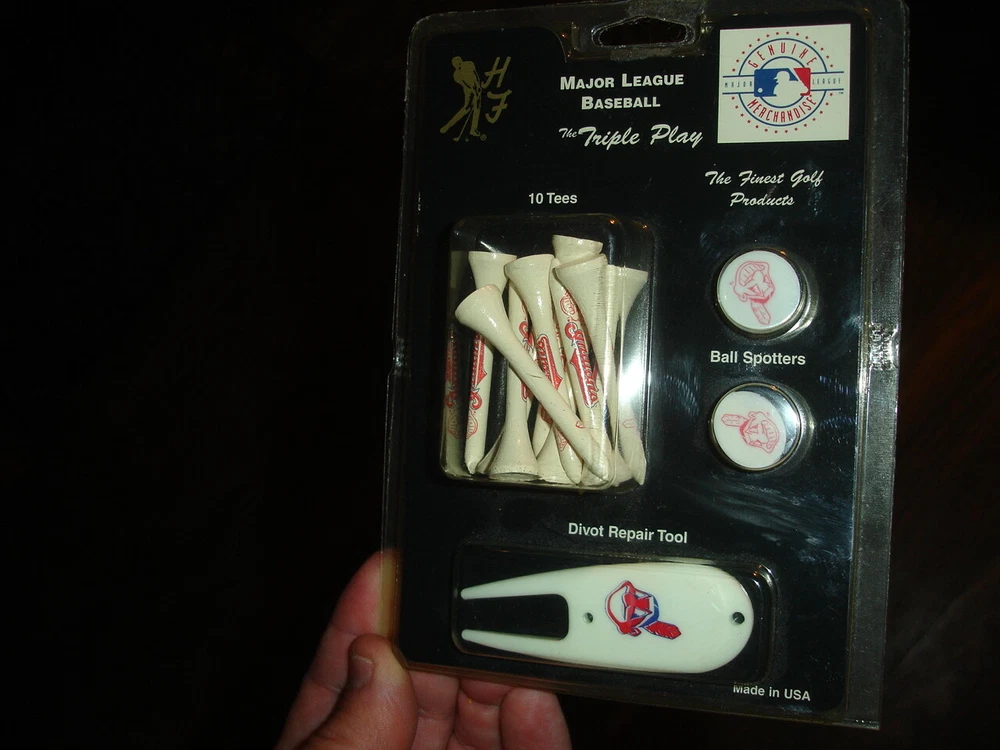 HF
MAJOR LEAGUE
BASEBALL
The Triple Play
GENUINE
MAJOR LEAGUE
MERCHANDISE
The Finest Golf
Products
10 Tees
Indians
Ball Spotters
Divot Repair Tool
Made in USA